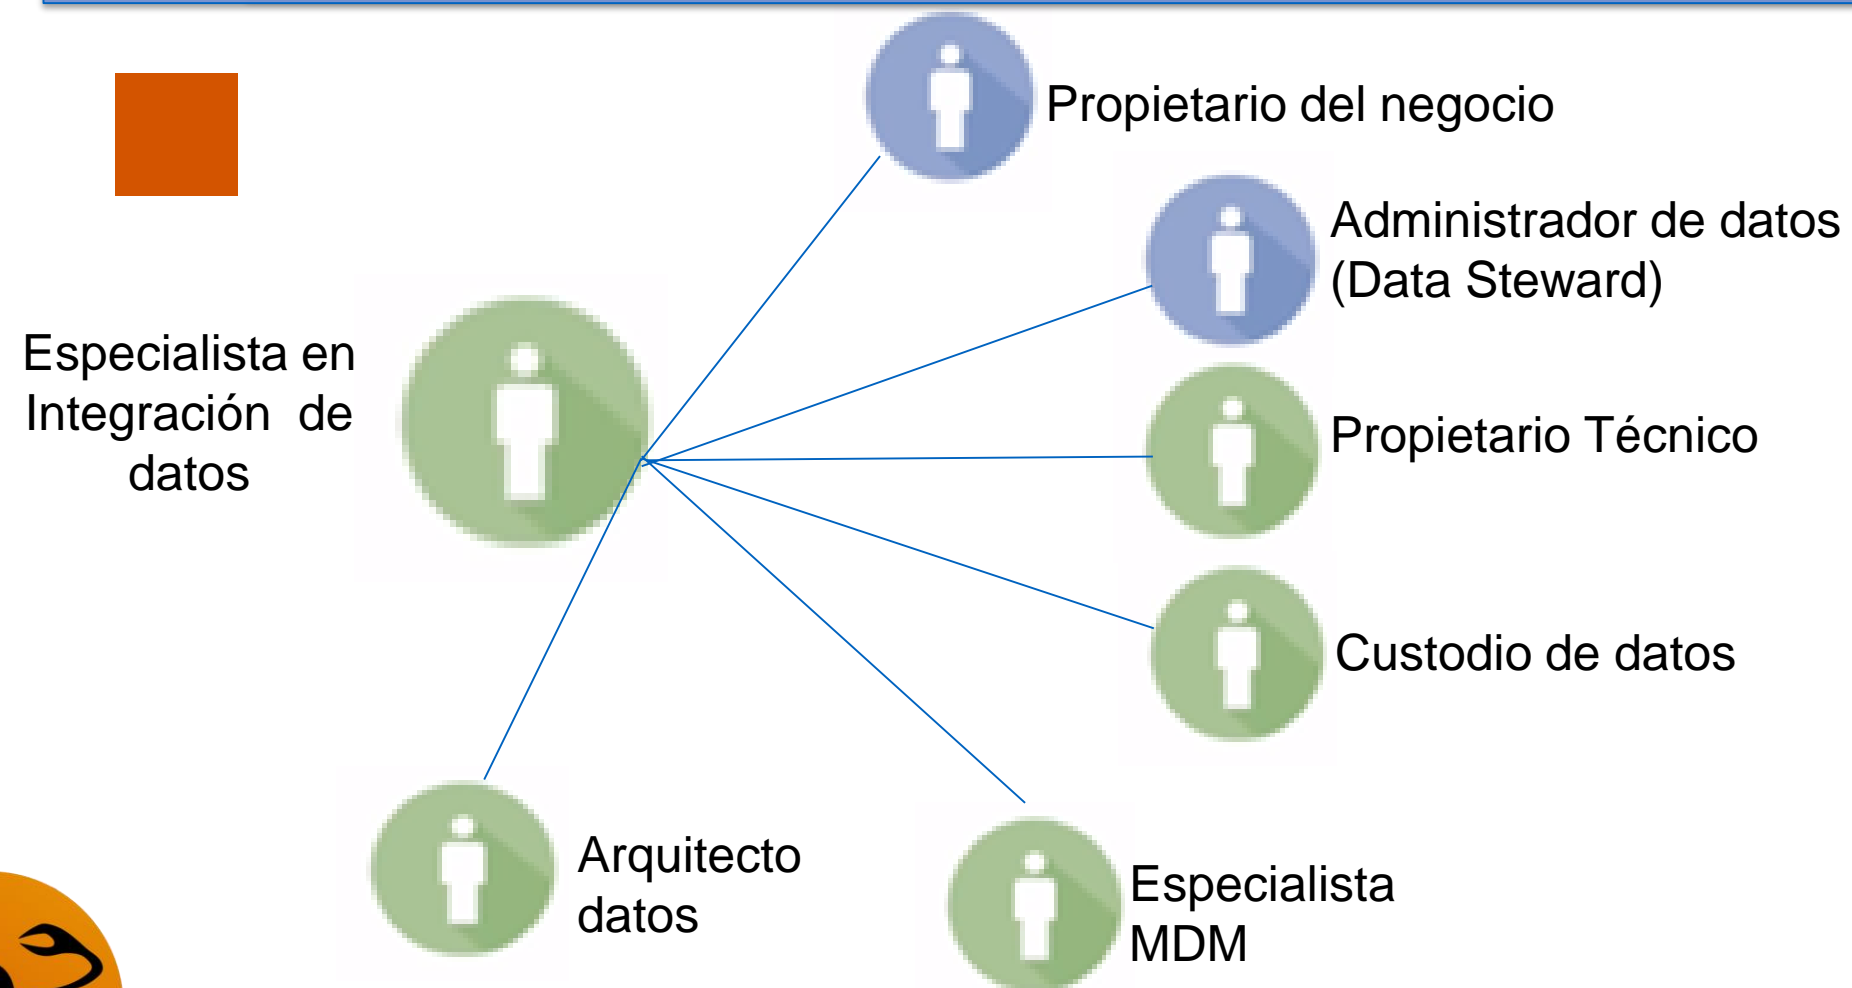 Propietario del negocio
Administrador de datos
(Data Steward)
Especialista en
Integración  de
datos
Propietario Técnico
Custodio de datos
Arquitecto
datos
Especialista
MDM